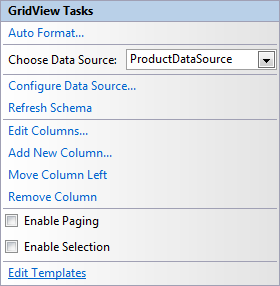 GridView Tasks
Auto Format...
Choose Data Source: ProductDataSource
Configure Data Source...
Refresh Schema
Edit Columns...
Add New Column...
Move Column Left
Remove Column
Enable Paging
Enable Selection
Edit Templates